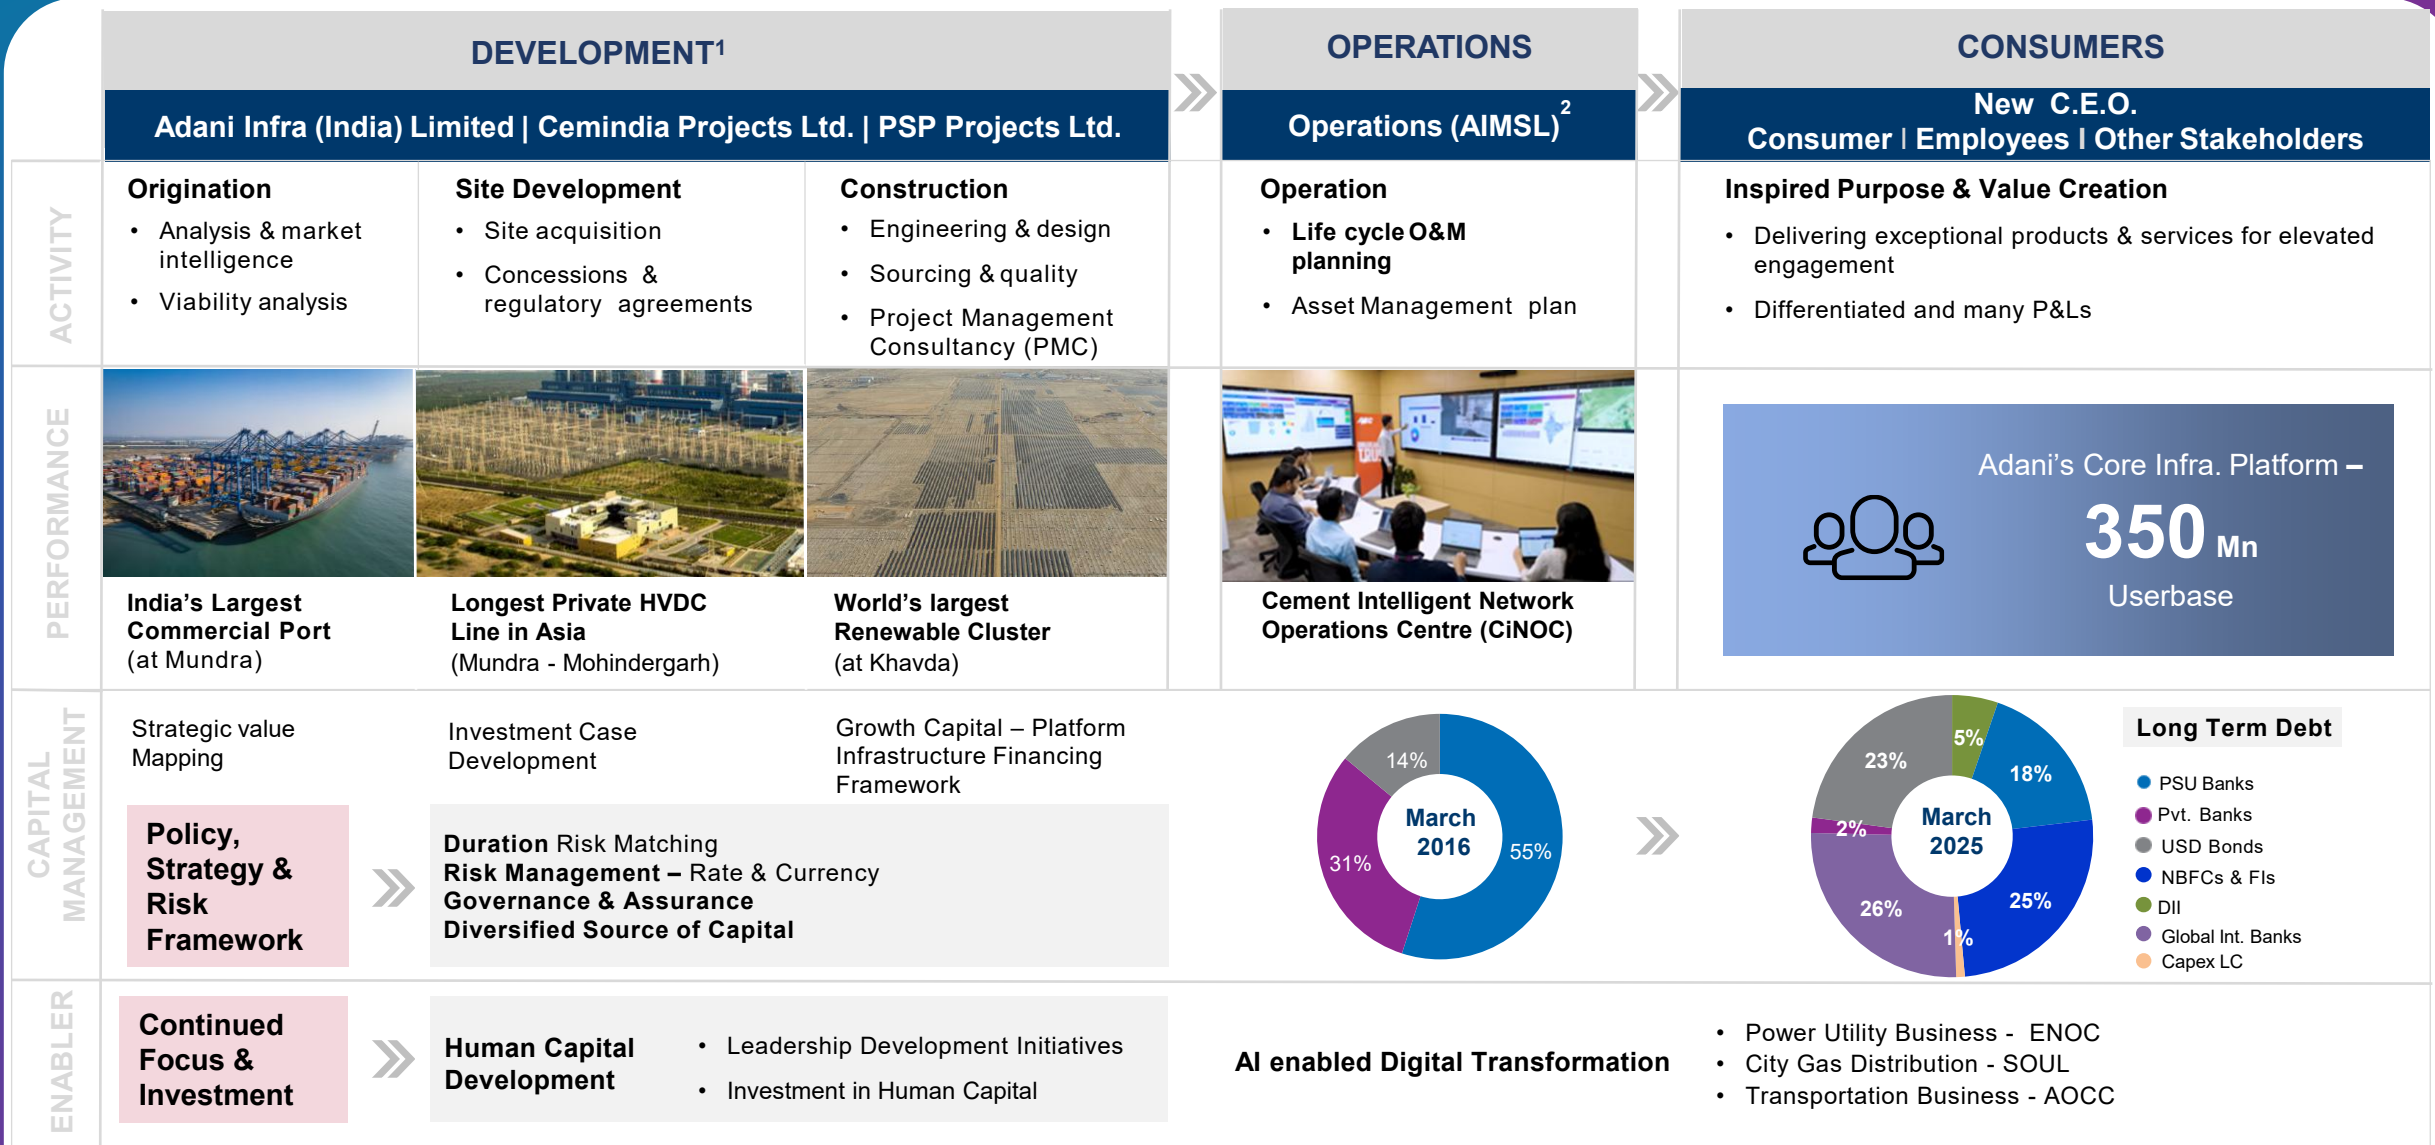 DEVELOPMENT¹
OPERATIONS
CONSUMERS
Adani Infra (India) Limited | Cemindia Projects Ltd. | PSP Projects Ltd.
Operations (AIMSL)²
New C.E.O.
Consumer | Employees | Other Stakeholders
ACTIVITY
Origination
• Analysis & market
intelligence
• Viability analysis
Site Development
• Site acquisition
• Concessions &
regulatory agreements
Construction
• Engineering & design
• Sourcing & quality
• Project Management
Consultancy (PMC)
Operation
• Life cycle O&M
planning
• Asset Management plan
Inspired Purpose & Value Creation
• Delivering exceptional products & services for elevated
engagement
• Differentiated and many P&Ls
PERFORMANCE
India's Largest
Commercial Port
(at Mundra)
Longest Private HVDC
Line in Asia
(Mundra - Mohindergarh)
World's largest
Renewable Cluster
(at Khavda)
Cement Intelligent Network
Operations Centre (CiNOC)
Adani's Core Infra. Platform –
350 Mn
Userbase
CAPITAL
MANAGEMENT
Strategic value
Mapping
Investment Case
Development
Growth Capital – Platform
Infrastructure Financing
Framework
Policy,
Strategy &
Risk
Framework
Duration Risk Matching
Risk Management – Rate & Currency
Governance & Assurance
Diversified Source of Capital
14%
31%
55%
March
2016
5%
23%
18%
2%
26%
25%
1%
March
2025
Long Term Debt
PSU Banks
Pvt. Banks
USD Bonds
NBFCs & FIs
DII
Global Int. Banks
Capex LC
ENABLER
Continued
Focus &
Investment
Human Capital
Development
• Leadership Development Initiatives
• Investment in Human Capital
AI enabled Digital Transformation
• Power Utility Business - ENOC
• City Gas Distribution - SOUL
• Transportation Business - AOCC